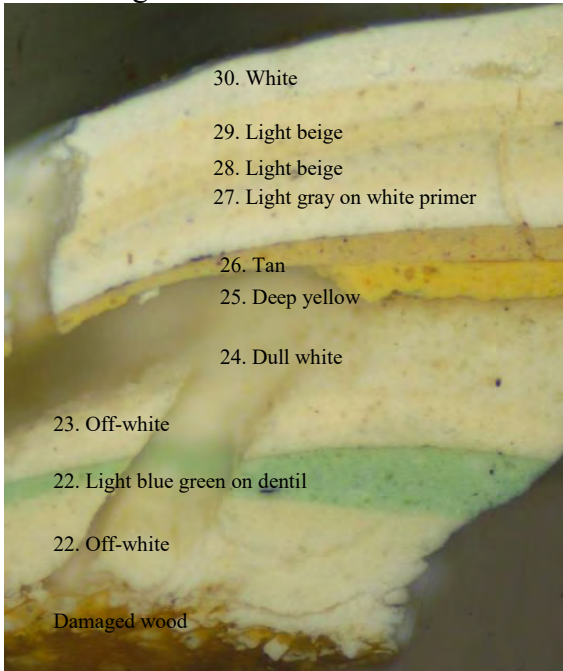 30. White
29. Light beige
28. Light beige
27. Light gray on white primer
26. Tan
25. Deep yellow
24. Dull white
23. Off-white
22. Light blue green on dentil
22. Off-white
Damaged wood